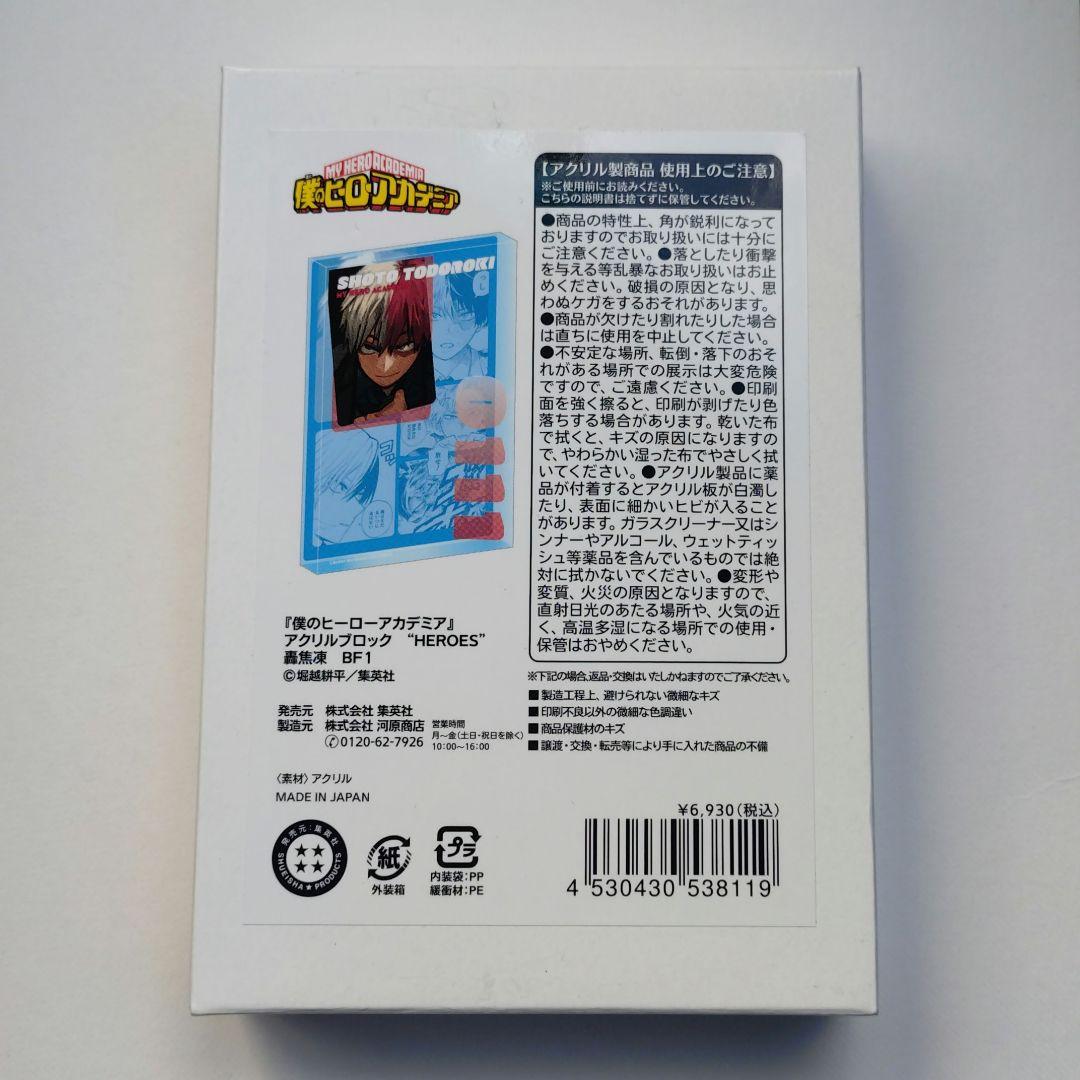 MY HERO ACADEMIA
僕のヒーローアカデミア
SHOTO TODOROKI
『僕のヒーローアカデミア』
アクリルブロック “HEROES”
轟焦凍 BF1
©堀越耕平／集英社
発売元 株式会社 集英社
製造元 株式会社 河原商店
0120-62-7926
営業時間
月～金(土日・祝日を除く)
10:00～16:00
〈素材〉アクリル
MADE IN JAPAN
発売元:集英社
SHUEISHA★PRODUCTS
紙
外装箱
プラ
内装袋:PP
緩衝材:PE
【アクリル製商品 使用上のご注意】
※ご使用前にお読みください。
こちらの説明書は捨てずに保管してください。
●商品の特性上、角が鋭利になって
おりますのでお取り扱いには十分に
ご注意ください。●落としたり衝撃
を与える等乱暴なお取り扱いはお止
めください。破損の原因となり、思
わぬケガをするおそれがあります。
●商品が欠けたり割れたりした場合
は直ちに使用を中止してください。
●不安定な場所、転倒・落下のおそ
れがある場所での展示は大変危険
ですので、ご遠慮ください。●印刷
面を強く擦ると、印刷が剥げたり色
落ちする場合があります。乾いた布
で拭くと、キズの原因になりますの
で、やわらかい湿った布でやさしく拭
いてください。●アクリル製品に薬
品が付着するとアクリル板が白濁し
たり、表面に細かいヒビが入ること
があります。ガラスクリーナー又はシ
ンナーやアルコール、ウェットティッ
シュ等薬品を含んでいるものでは絶
対に拭かないでください。●変形や
変質、火災の原因となりますので、
直射日光のあたる場所や、火気の近
く、高温多湿になる場所での使用・
保管はおやめください。
※下記の場合、返品・交換はいたしかねますのでご了承ください。
■製造工程上、避けられない微細なキズ
■印刷不良以外の微細な色調違い
■商品保護材のキズ
■譲渡・交換・転売等により手に入れた商品の不備
¥6,930(税込)
4 530430 538119